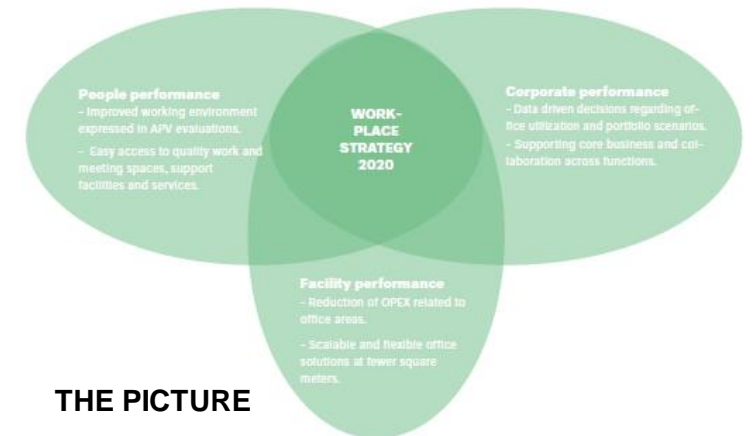 People performance
- Improved working environment
expressed in APV evaluations.
- Easy access to quality work and
meeting spaces, support
facilities and services.
WORK-
PLACE
STRATEGY
2020
Corporate performance
- Data driven decisions regarding of-
fice utilization and portfolio scenarios.
- Supporting core business and col-
laboration across functions.
Facility performance
- Reduction of OPEX related to
office areas.
- Scalable and flexible office
solutions at fewer square
meters.
THE PICTURE